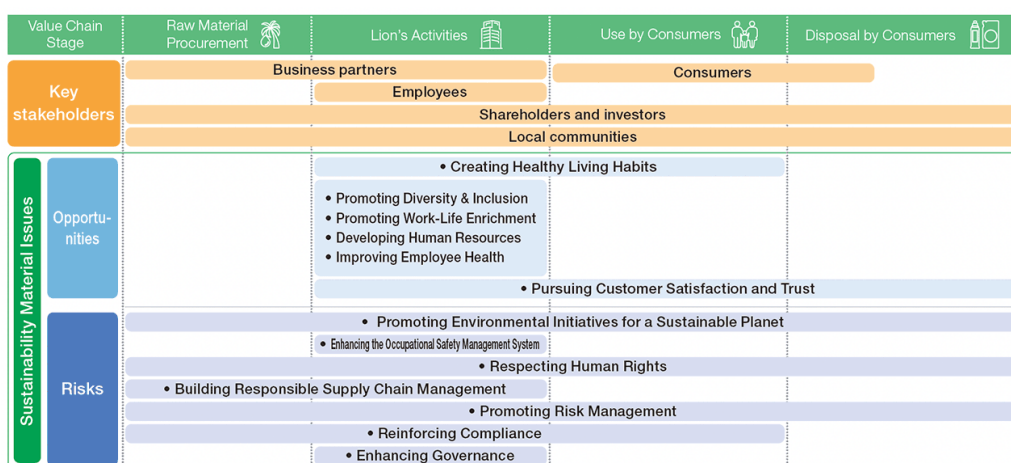 Value Chain
Stage
Raw Material
Procurement
Lion's Activities
Use by Consumers
Disposal by Consumers
Key
stakeholders
Business partners
Consumers
Employees
Shareholders and investors
Local communities
Sustainability Material Issues
Opportu-
nities
• Creating Healthy Living Habits
• Promoting Diversity & Inclusion
• Promoting Work-Life Enrichment
• Developing Human Resources
• Improving Employee Health
• Pursuing Customer Satisfaction and Trust
Risks
• Promoting Environmental Initiatives for a Sustainable Planet
• Enhancing the Occupational Safety Management System
• Respecting Human Rights
• Building Responsible Supply Chain Management
• Promoting Risk Management
• Reinforcing Compliance
• Enhancing Governance